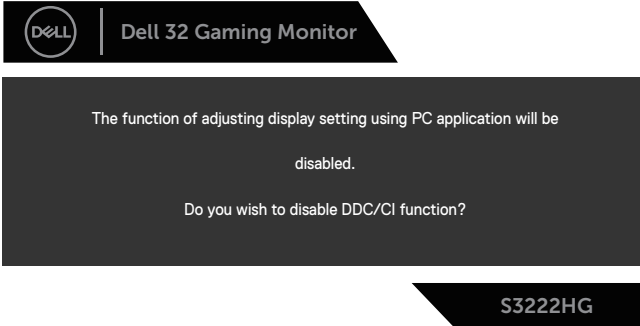 DELL
Dell 32 Gaming Monitor
The function of adjusting display setting using PC application will be
disabled.
Do you wish to disable DDC/CI function?
S3222HG